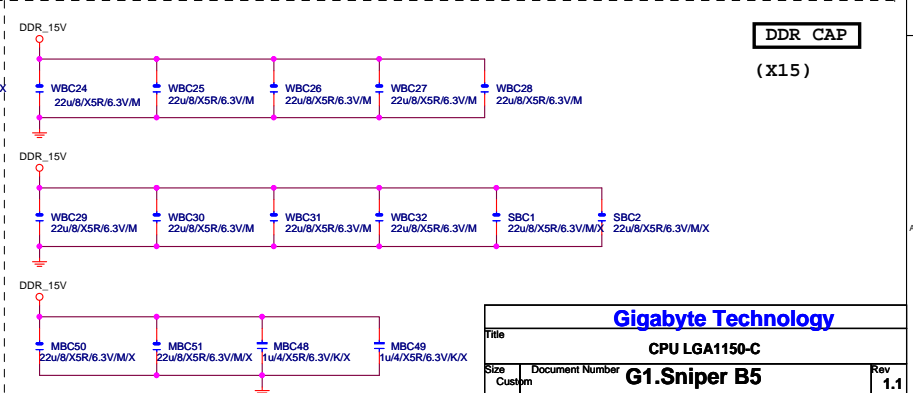 DDR_15V
DDR CAP
(X15)
X
WBC24
22u/8/X5R/6.3V/M
WBC25
22u/8/X5R/6.3V/M
WBC26
22u/8/X5R/6.3V/M
WBC27
22u/8/X5R/6.3V/M
WBC28
22u/8/X5R/6.3V/M
DDR_15V
WBC29
22u/8/X5R/6.3V/M
WBC30
22u/8/X5R/6.3V/M
WBC31
22u/8/X5R/6.3V/M
WBC32
22u/8/X5R/6.3V/M
SBC1
22u/8/X5R/6.3V/M/X
SBC2
22u/8/X5R/6.3V/M/X
A
DDR_15V
MBC50
22u/8/X5R/6.3V/M/X
MBC51
22u/8/X5R/6.3V/M/X
MBC48
1u/4/X5R/6.3V/K/X
MBC49
1u/4/X5R/6.3V/K/X
Gigabyte Technology
Title
CPU LGA1150-C
Size
Custom
Document Number
G1.Sniper B5
Rev
1.1